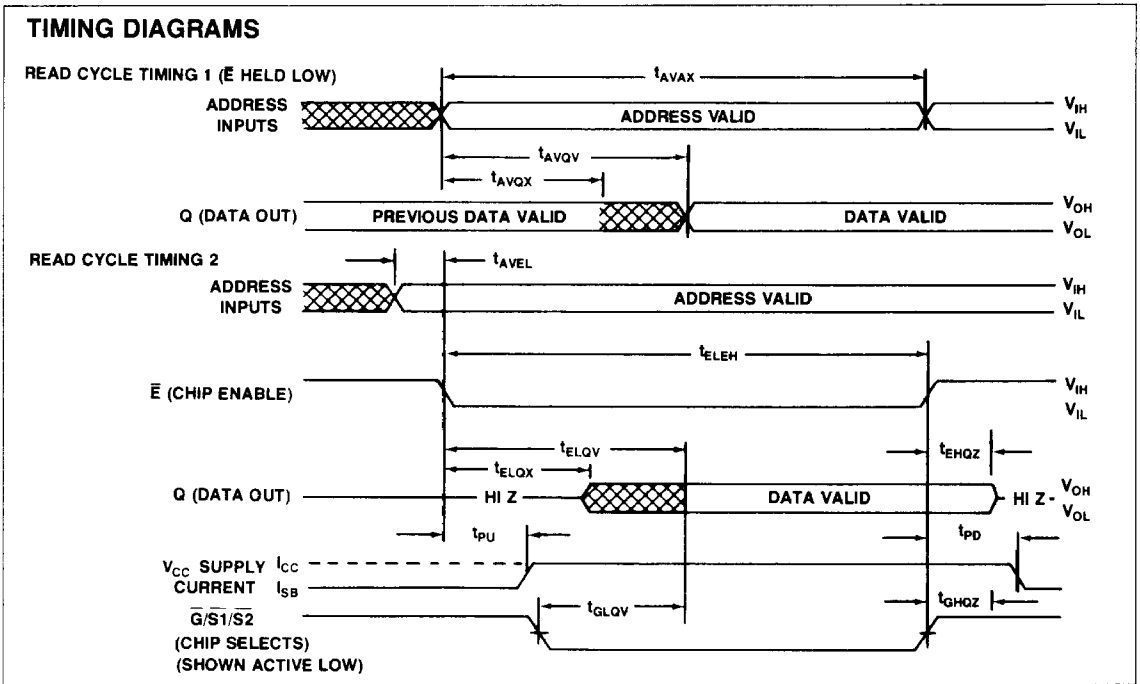 TIMING DIAGRAMS
READ CYCLE TIMING 1 (E̅ HELD LOW)
tAVAX
ADDRESS INPUTS
ADDRESS VALID
VIH
VIL
tAVQV
tAVQX
Q (DATA OUT)
PREVIOUS DATA VALID
DATA VALID
VOH
VOL
READ CYCLE TIMING 2
tAVEL
ADDRESS INPUTS
ADDRESS VALID
VIH
VIL
tELEH
E̅ (CHIP ENABLE)
VIH
VIL
tELQV
tEHQZ
tELQX
Q (DATA OUT)
HI Z
DATA VALID
HI Z
VOH
VOL
tPU
tPD
VCC SUPPLY ICC
CURRENT ISB
tGLQV
tGHQZ
G̅/S̅1̅/S̅2̅
(CHIP SELECTS)
(SHOWN ACTIVE LOW)